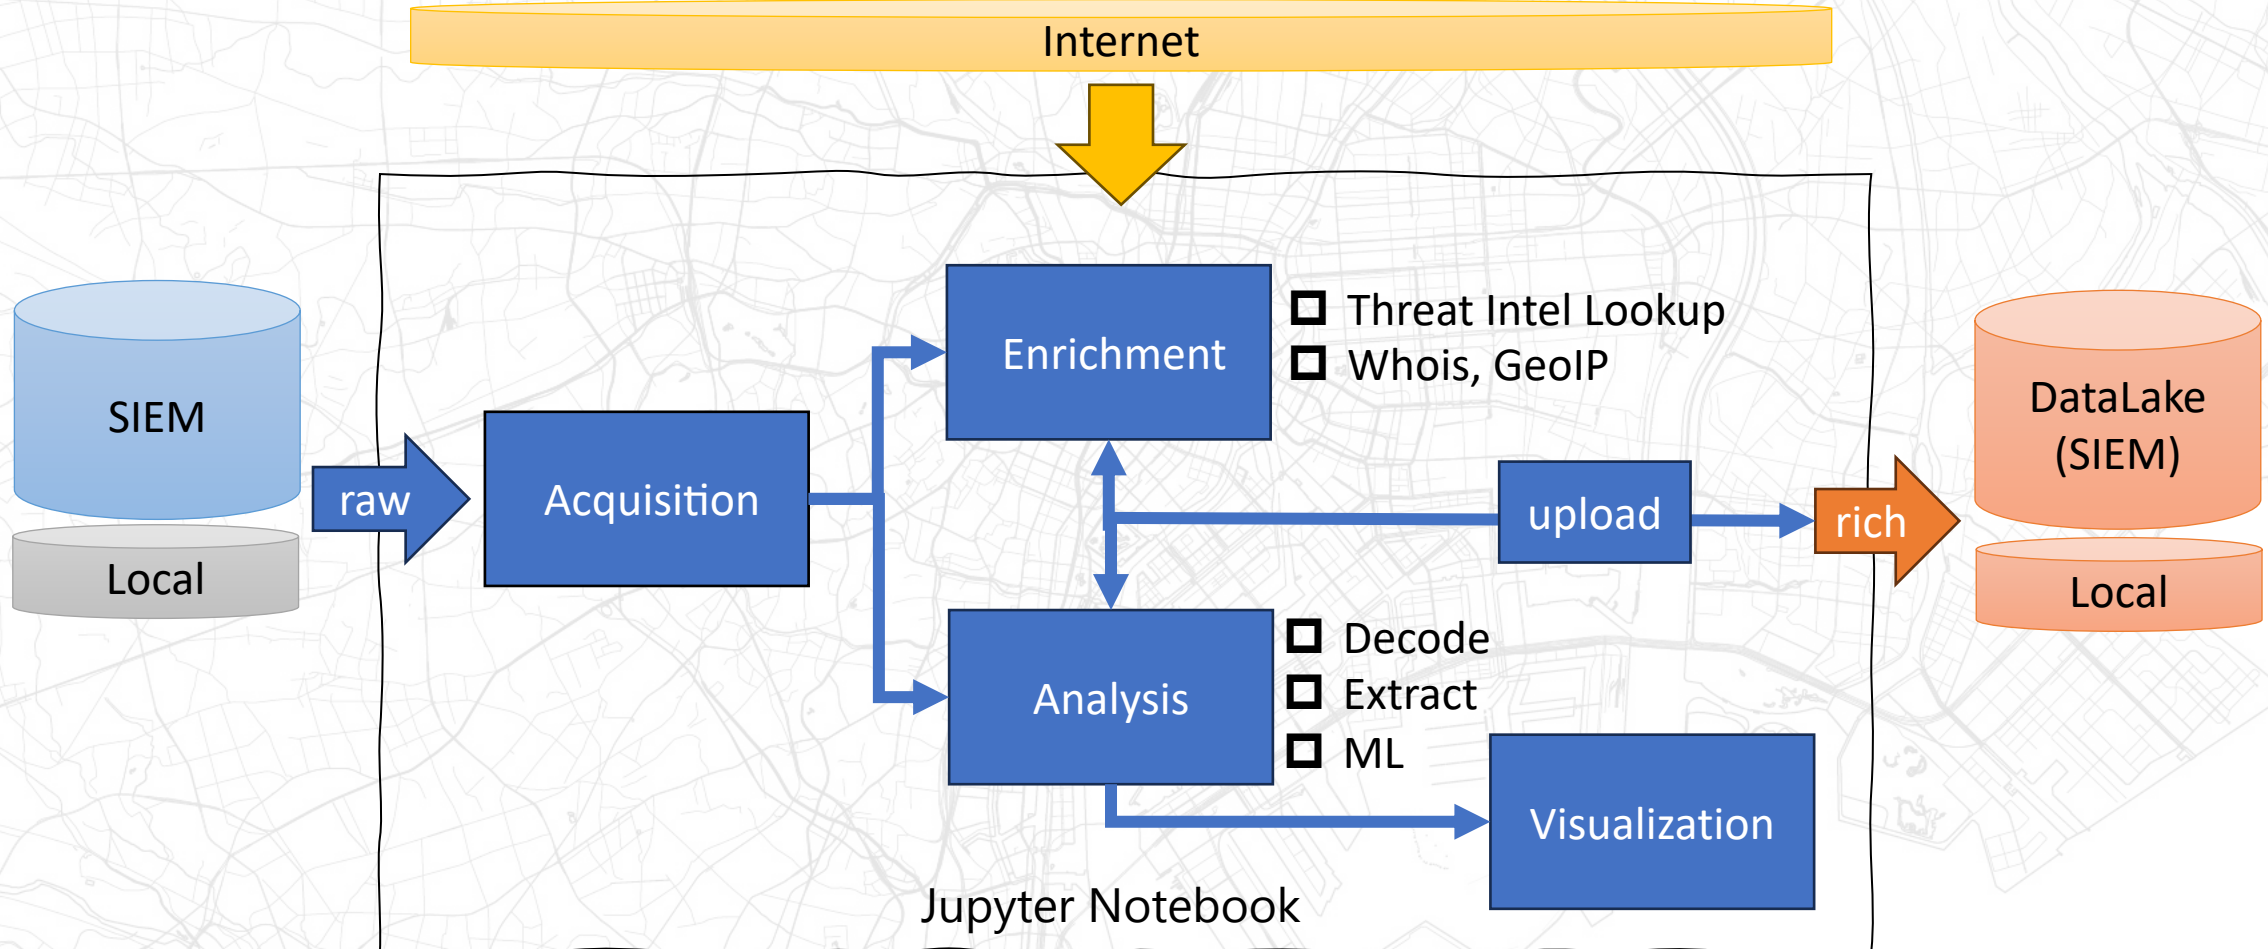 Internet
SIEM
Local
raw
Acquisition
Enrichment
Threat Intel Lookup
Whois, GeoIP
Analysis
Decode
Extract
ML
upload
rich
DataLake
(SIEM)
Local
Visualization
Jupyter Notebook